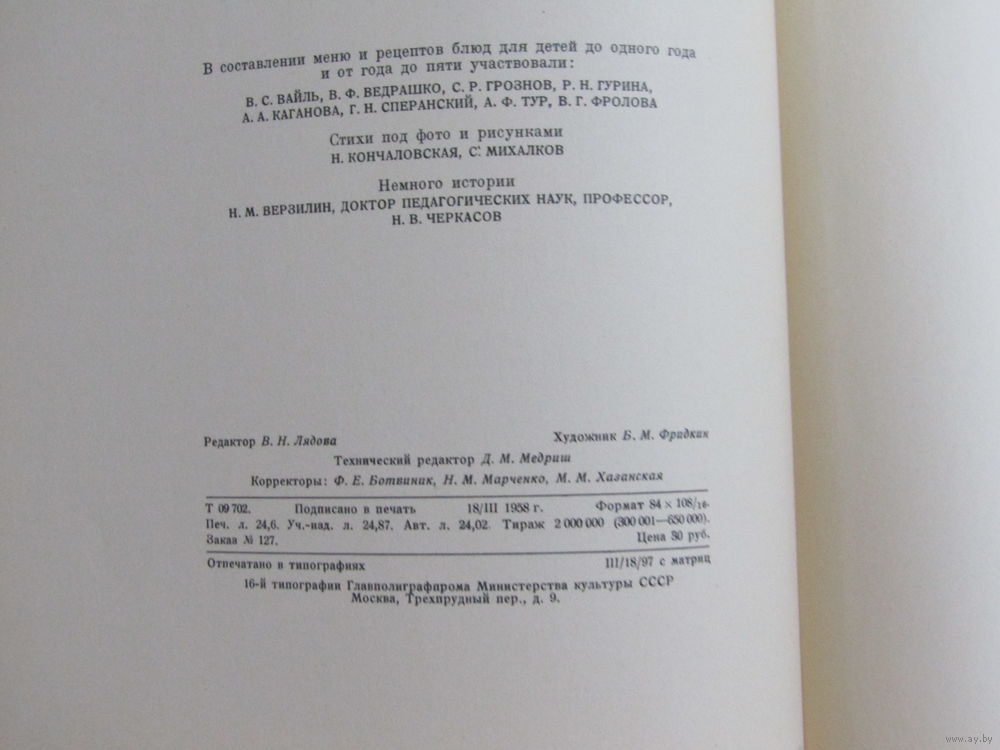 В составлении меню и рецептов блюд для детей до одного года
и от года до пяти участвовали:
В. С. ВАЙЛЬ, В. Ф. ВЕДРАШКО, С. Р. ГРОЗНОВ, Р. Н. ГУРИНА,
А. А. КАГАНОВА, Г. Н. СПЕРАНСКИЙ, А. Ф. ТУР, В. Г. ФРОЛОВА
Стихи под фото и рисунками
Н. КОНЧАЛОВСКАЯ, С. МИХАЛКОВ
Немного истории
Н. М. ВЕРЗИЛИН, ДОКТОР ПЕДАГОГИЧЕСКИХ НАУК, ПРОФЕССОР,
Н. В. ЧЕРКАСОВ
Редактор В. Н. Лядова Художник Б. М. Фридкин
Технический редактор Д. М. Медриш
Корректоры: Ф. Е. Ботвиник, Н. М. Марченко, М. М. Хазанская
Т 09702. Подписано в печать 18/III 1958 г. Формат 84 × 108/16.
Печ. л. 24,6. Уч.-изд. л. 24,87. Авт. л. 24,02. Тираж 2 000 000 (300 001—650 000).
Заказ № 127. Цена 30 руб.
Отпечатано в типографиях III/18/97 с матриц
16-й типографии Главполиграфпрома Министерства культуры СССР
Москва, Трехпрудный пер., д. 9.
www.ay.by